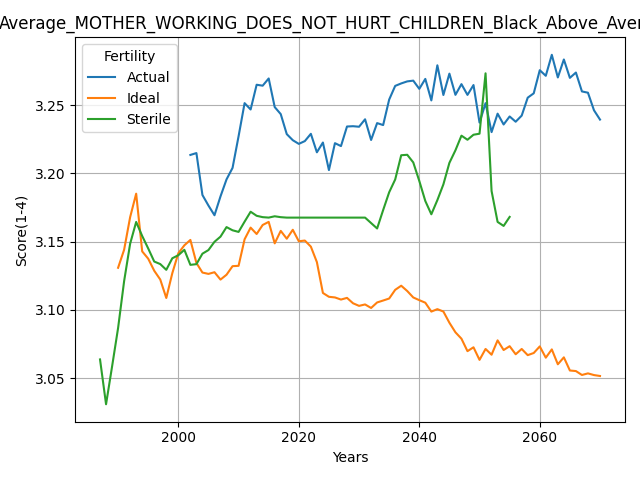 Average_MOTHER_WORKING_DOES_NOT_HURT_CHILDREN_Black_Above_Aver
Fertility
Actual
Ideal
Sterile
Score(1-4)
3.25
3.20
3.15
3.10
3.05
2000 2020 2040 2060
Years